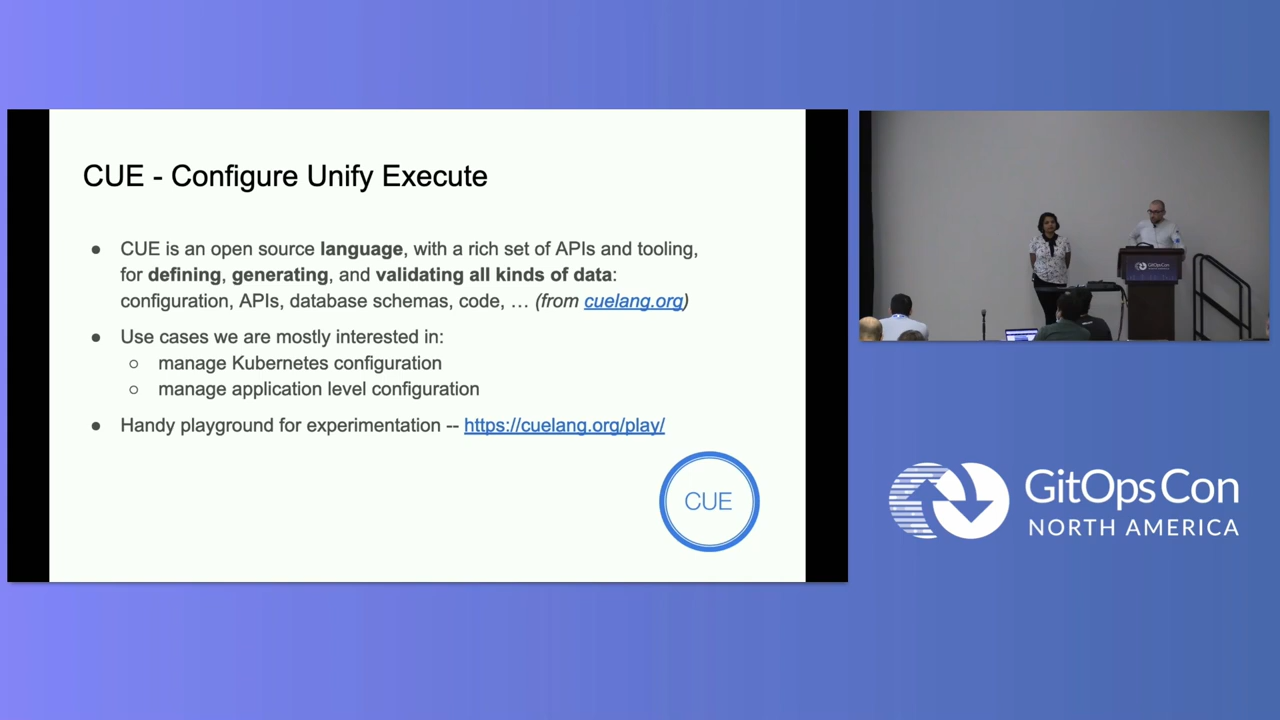 CUE - Configure Unify Execute
● CUE is an open source language, with a rich set of APIs and tooling,
for defining, generating, and validating all kinds of data:
configuration, APIs, database schemas, code, … (from cuelang.org)
● Use cases we are mostly interested in:
○ manage Kubernetes configuration
○ manage application level configuration
● Handy playground for experimentation -- https://cuelang.org/play/
CUE
GitOpsCon
GitOpsCon
NORTH AMERICA